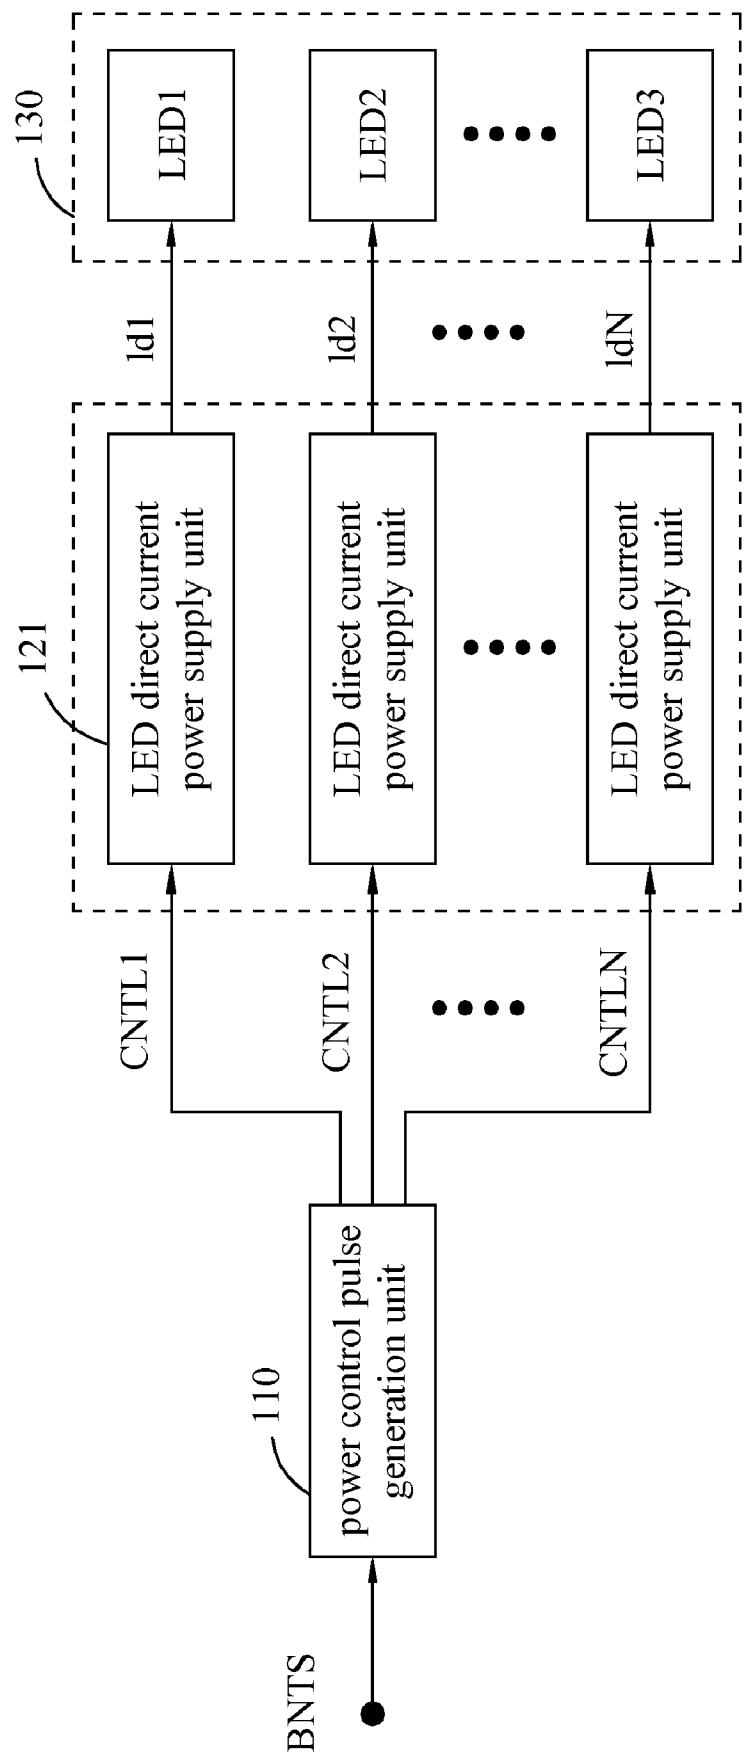 BNTS
110
power control pulse
generation unit
CNTL1
CNTL2
CNTLN
121
LED direct current
power supply unit
LED direct current
power supply unit
LED direct current
power supply unit
ld1
ld2
ldN
130
LED1
LED2
LED3